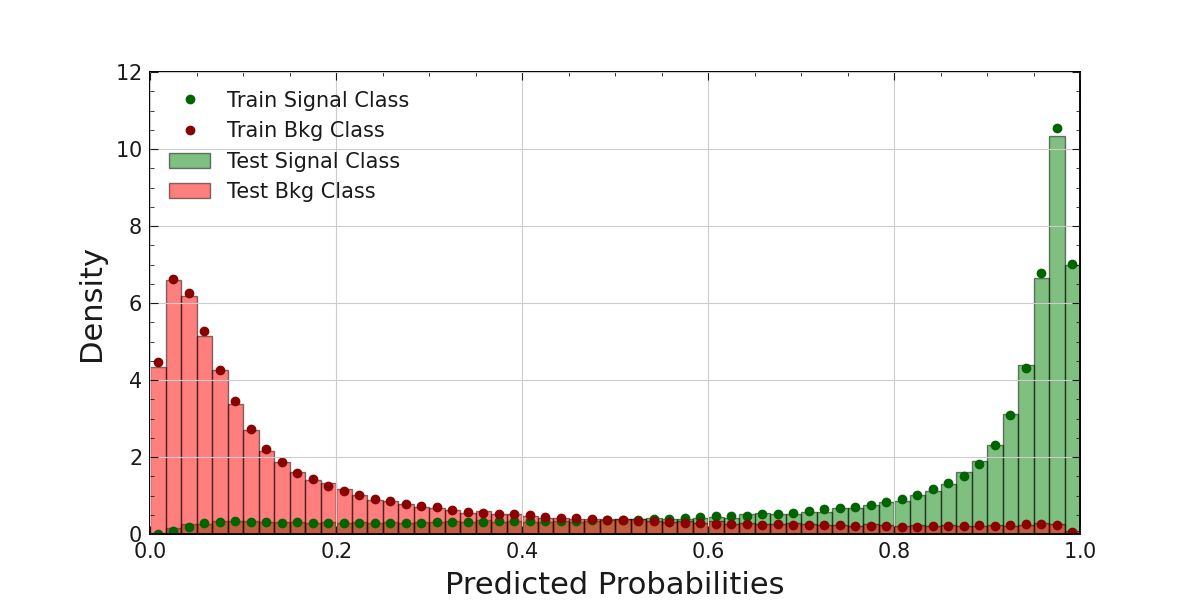 Train Signal Class
Train Bkg Class
Test Signal Class
Test Bkg Class
Density
12
10
8
6
4
2
0
0.0 0.2 0.4 0.6 0.8 1.0
Predicted Probabilities